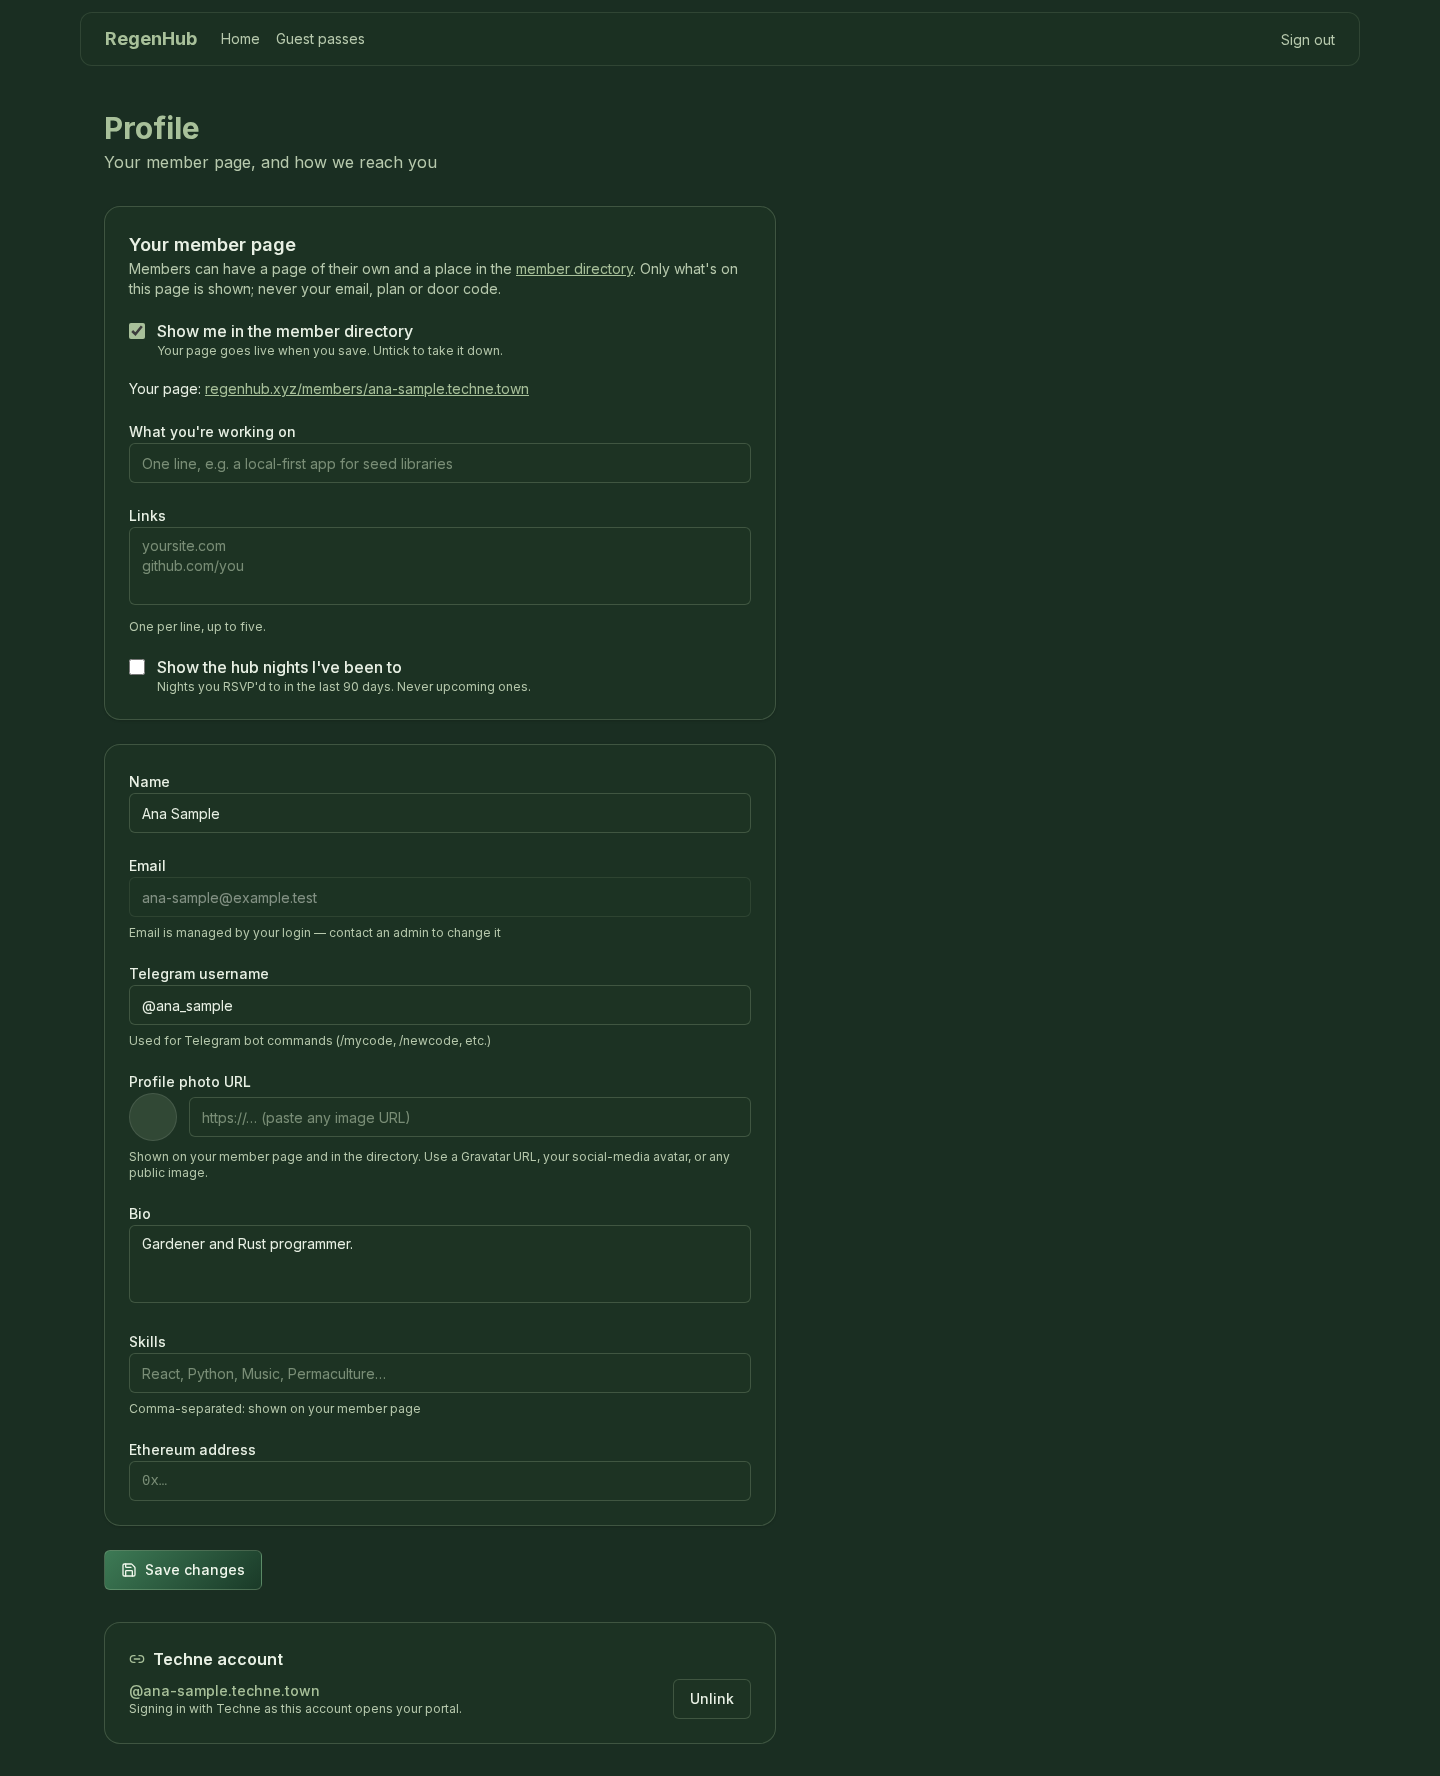 RegenHub Home Guest passes Sign out
Profile
Your member page, and how we reach you
Your member page
Members can have a page of their own and a place in the member directory. Only what's on
this page is shown; never your email, plan or door code.
Show me in the member directory
Your page goes live when you save. Untick to take it down.
Your page: regenhub.xyz/members/ana-sample.techne.town
What you're working on
One line, e.g. a local-first app for seed libraries
Links
yoursite.com
github.com/you
One per line, up to five.
Show the hub nights I've been to
Nights you RSVP'd to in the last 90 days. Never upcoming ones.
Name
Ana Sample
Email
ana-sample@example.test
Email is managed by your login — contact an admin to change it
Telegram username
@ana_sample
Used for Telegram bot commands (/mycode, /newcode, etc.)
Profile photo URL
https://… (paste any image URL)
Shown on your member page and in the directory. Use a Gravatar URL, your social-media avatar, or any
public image.
Bio
Gardener and Rust programmer.
Skills
React, Python, Music, Permaculture…
Comma-separated: shown on your member page
Ethereum address
0x…
Save changes
Techne account
@ana-sample.techne.town
Signing in with Techne as this account opens your portal.
Unlink